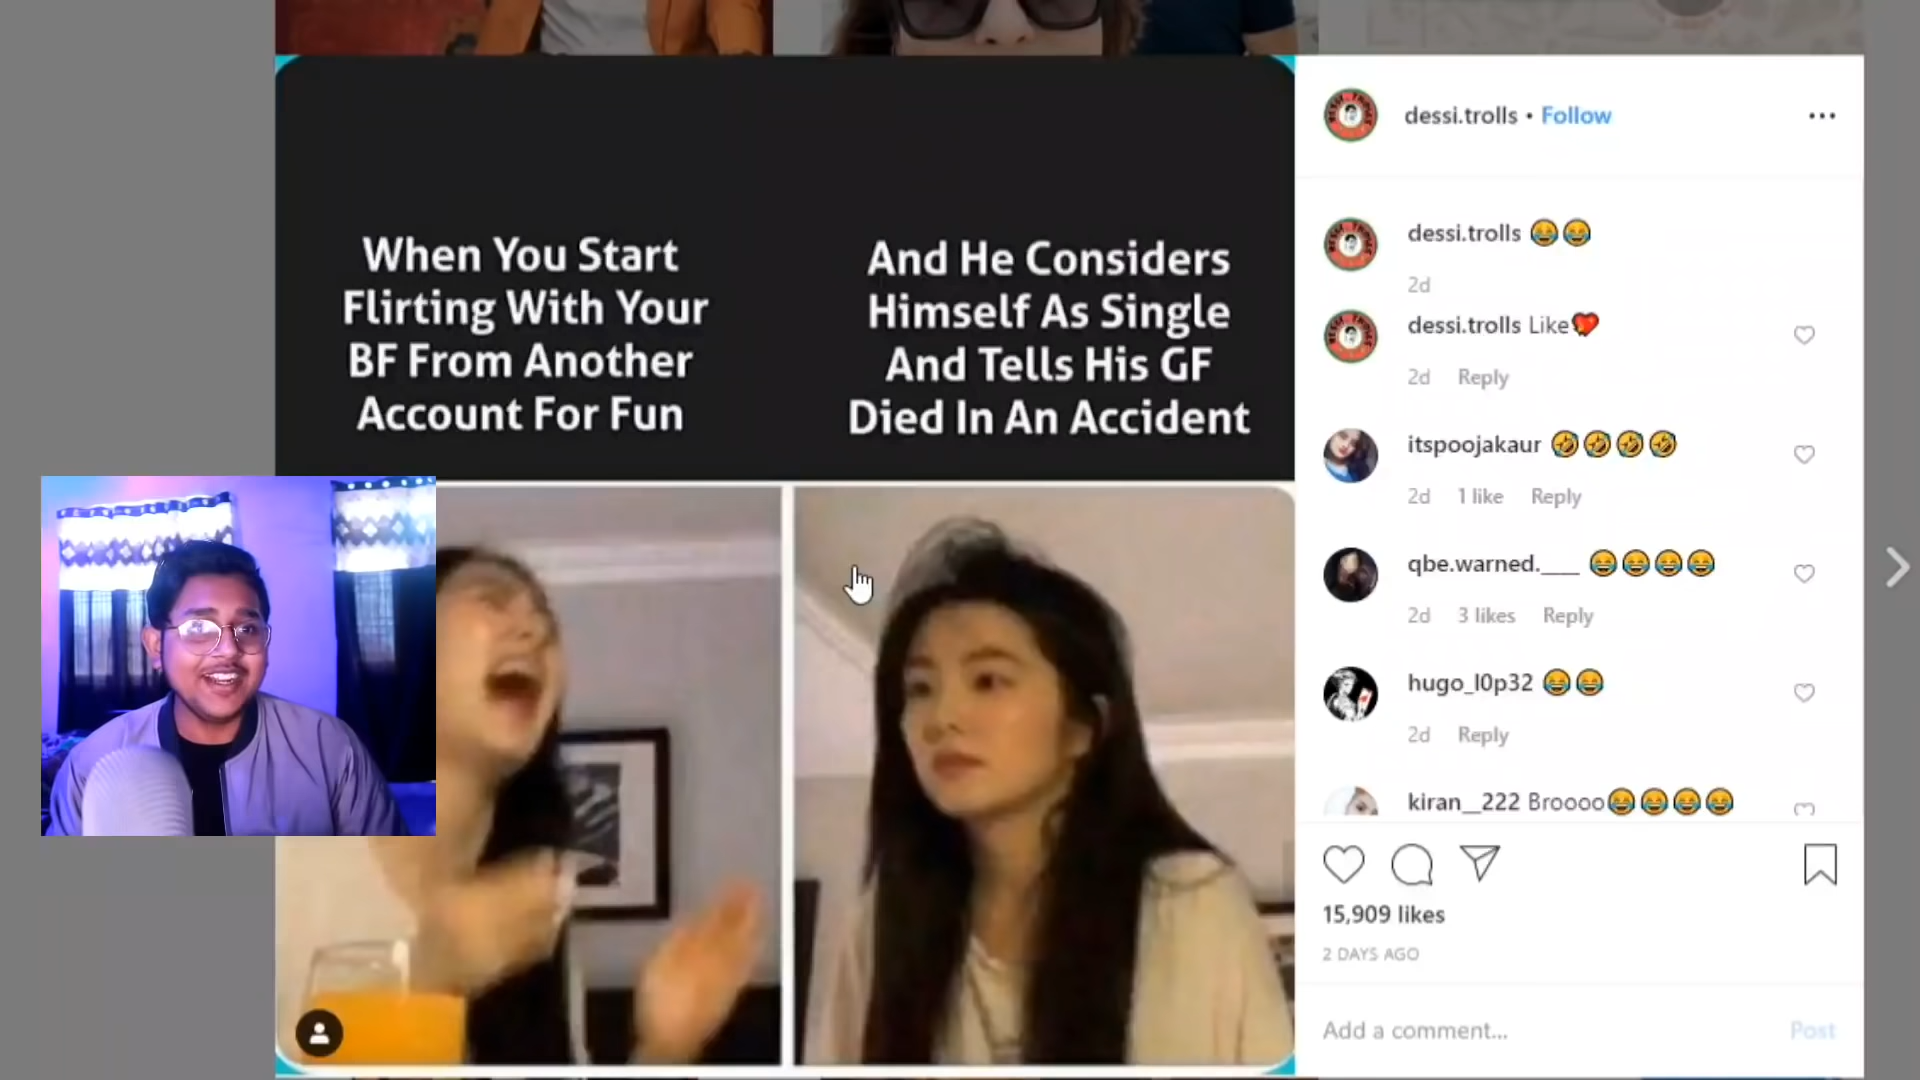 When You Start
Flirting With Your
BF From Another
Account For Fun
And He Considers
Himself As Single
And Tells His GF
Died In An Accident
dessi.trolls • Follow
dessi.trolls 😂😂
2d
dessi.trolls Like💖
2d Reply
itspoojakaur 🤣🤣🤣🤣
2d 1 like Reply
qbe.warned.___ 😂😂😂😂
2d 3 likes Reply
hugo_l0p32 😂😂
2d Reply
kiran__222 Broooo😂😂😂😂
15,909 likes
2 DAYS AGO
Add a comment...
Post